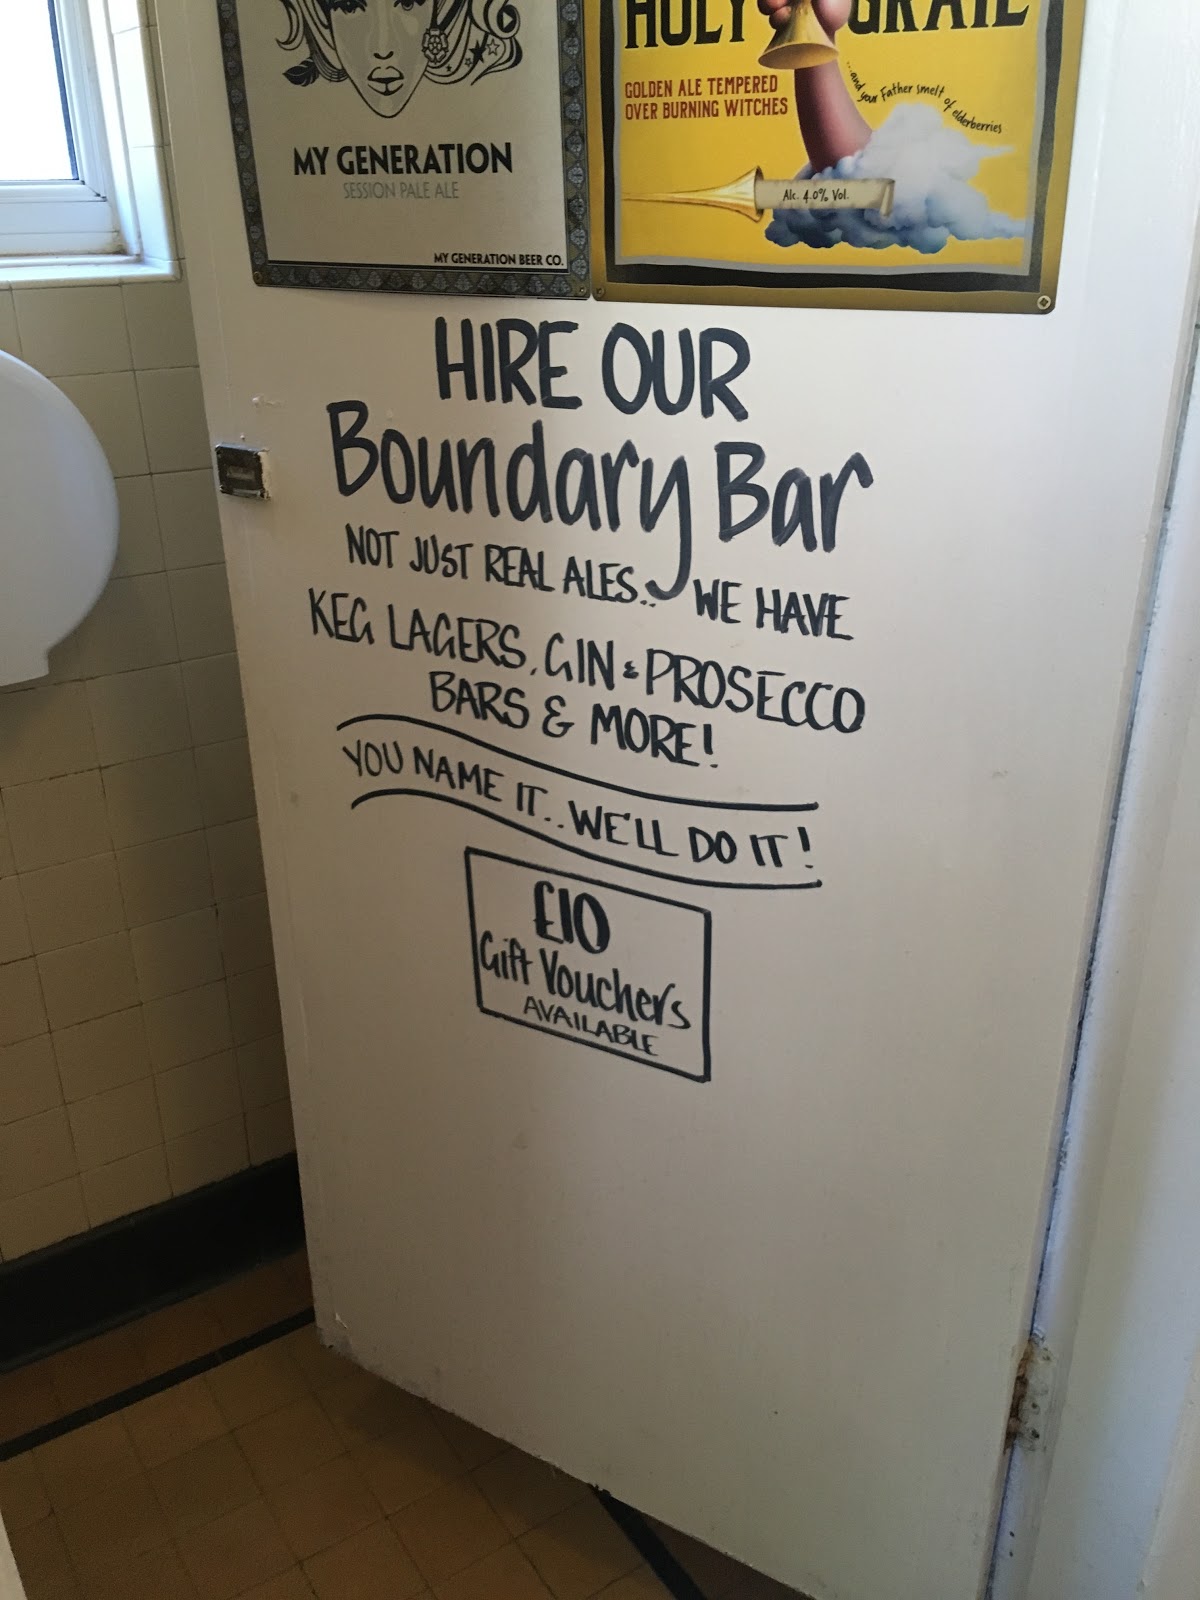 HOLY GRAIL
GOLDEN ALE TEMPERED
OVER BURNING WITCHES
...and your Father smelt of elderberries
Alc. 4.0% Vol.
MY GENERATION
SESSION PALE ALE
MY GENERATION BEER CO.
HIRE OUR
Boundary Bar
NOT JUST REAL ALES.. WE HAVE
KEG LAGERS, GIN & PROSECCO
BARS & MORE!
YOU NAME IT.. WE'LL DO IT!
£10
Gift Vouchers
AVAILABLE